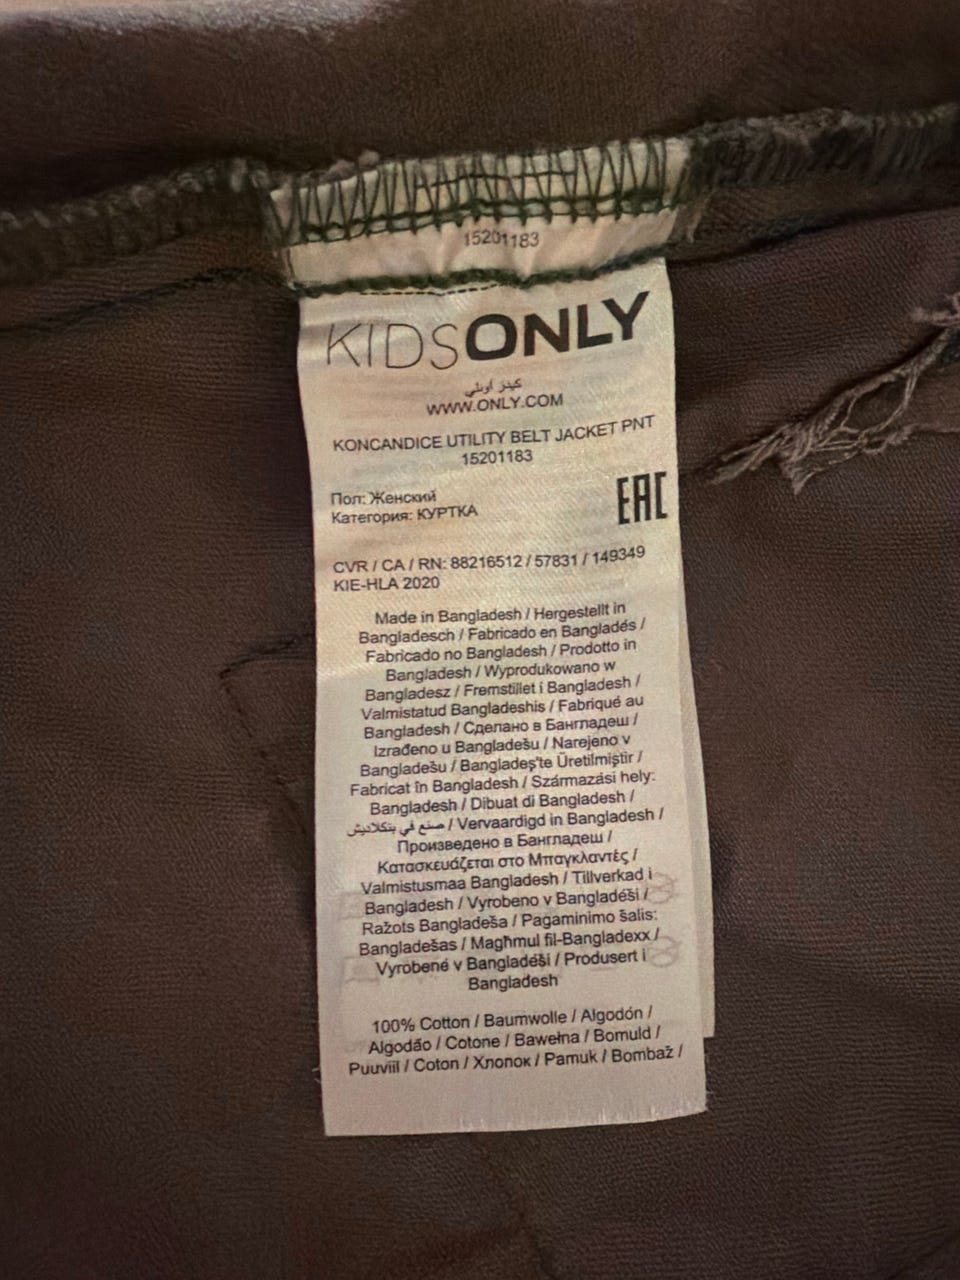 15201183
KIDSONLY
كيدز اونلي
WWW.ONLY.COM
KONCANDICE UTILITY BELT JACKET PNT
15201183
Пол: Женский
Категория: КУРТКА
EAC
CVR / CA / RN: 88216512 / 57831 / 149349
KIE-HLA 2020
Made in Bangladesh / Hergestellt in
Bangladesch / Fabricado en Bangladés /
Fabricado no Bangladesh / Prodotto in
Bangladesh / Wyprodukowano w
Bangladesz / Fremstillet i Bangladesh /
Valmistatud Bangladeshis / Fabriqué au
Bangladesh / Сделано в Бангладеш /
Izrađeno u Bangladešu / Narejeno v
Bangladešu / Bangladeş'te Üretilmiştir /
Fabricat în Bangladesh / Származási hely:
Bangladesh / Dibuat di Bangladesh /
صنع في بنكلاديش / Vervaardigd in Bangladesh /
Произведено в Бангладеш /
Κατασκευάζεται στο Μπαγκλαντές /
Valmistusmaa Bangladesh / Tillverkad i
Bangladesh / Vyrobeno v Bangladéši /
Ražots Bangladeša / Pagaminimo šalis:
Bangladešas / Magħmul fil-Bangladexx /
Vyrobené v Bangladéši / Produsert i
Bangladesh
100% Cotton / Baumwolle / Algodón /
Algodão / Cotone / Bawełna / Bomuld /
Puuvill / Coton / Хлопок / Pamuk / Bombaž /